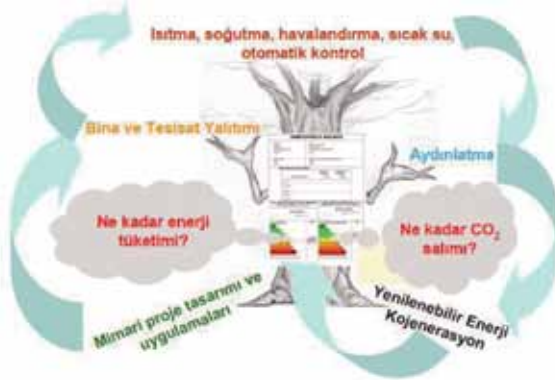 Isıtma, soğutma, havalandırma, sıcak su,
otomatik kontrol
Bina ve Tesisat Yalıtımı
Aydınlatma
Ne kadar enerji
tüketimi?
Ne kadar CO₂
salımı?
Mimari proje tasarımı ve
uygulamaları
Yenilenebilir Enerji
Kojenerasyon